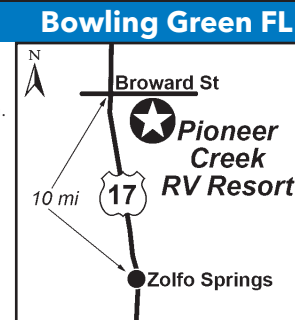 Bowling Green FL
N
Broward St
Pioneer
Creek
RV Resort
10 mi
17
Zolfo Springs